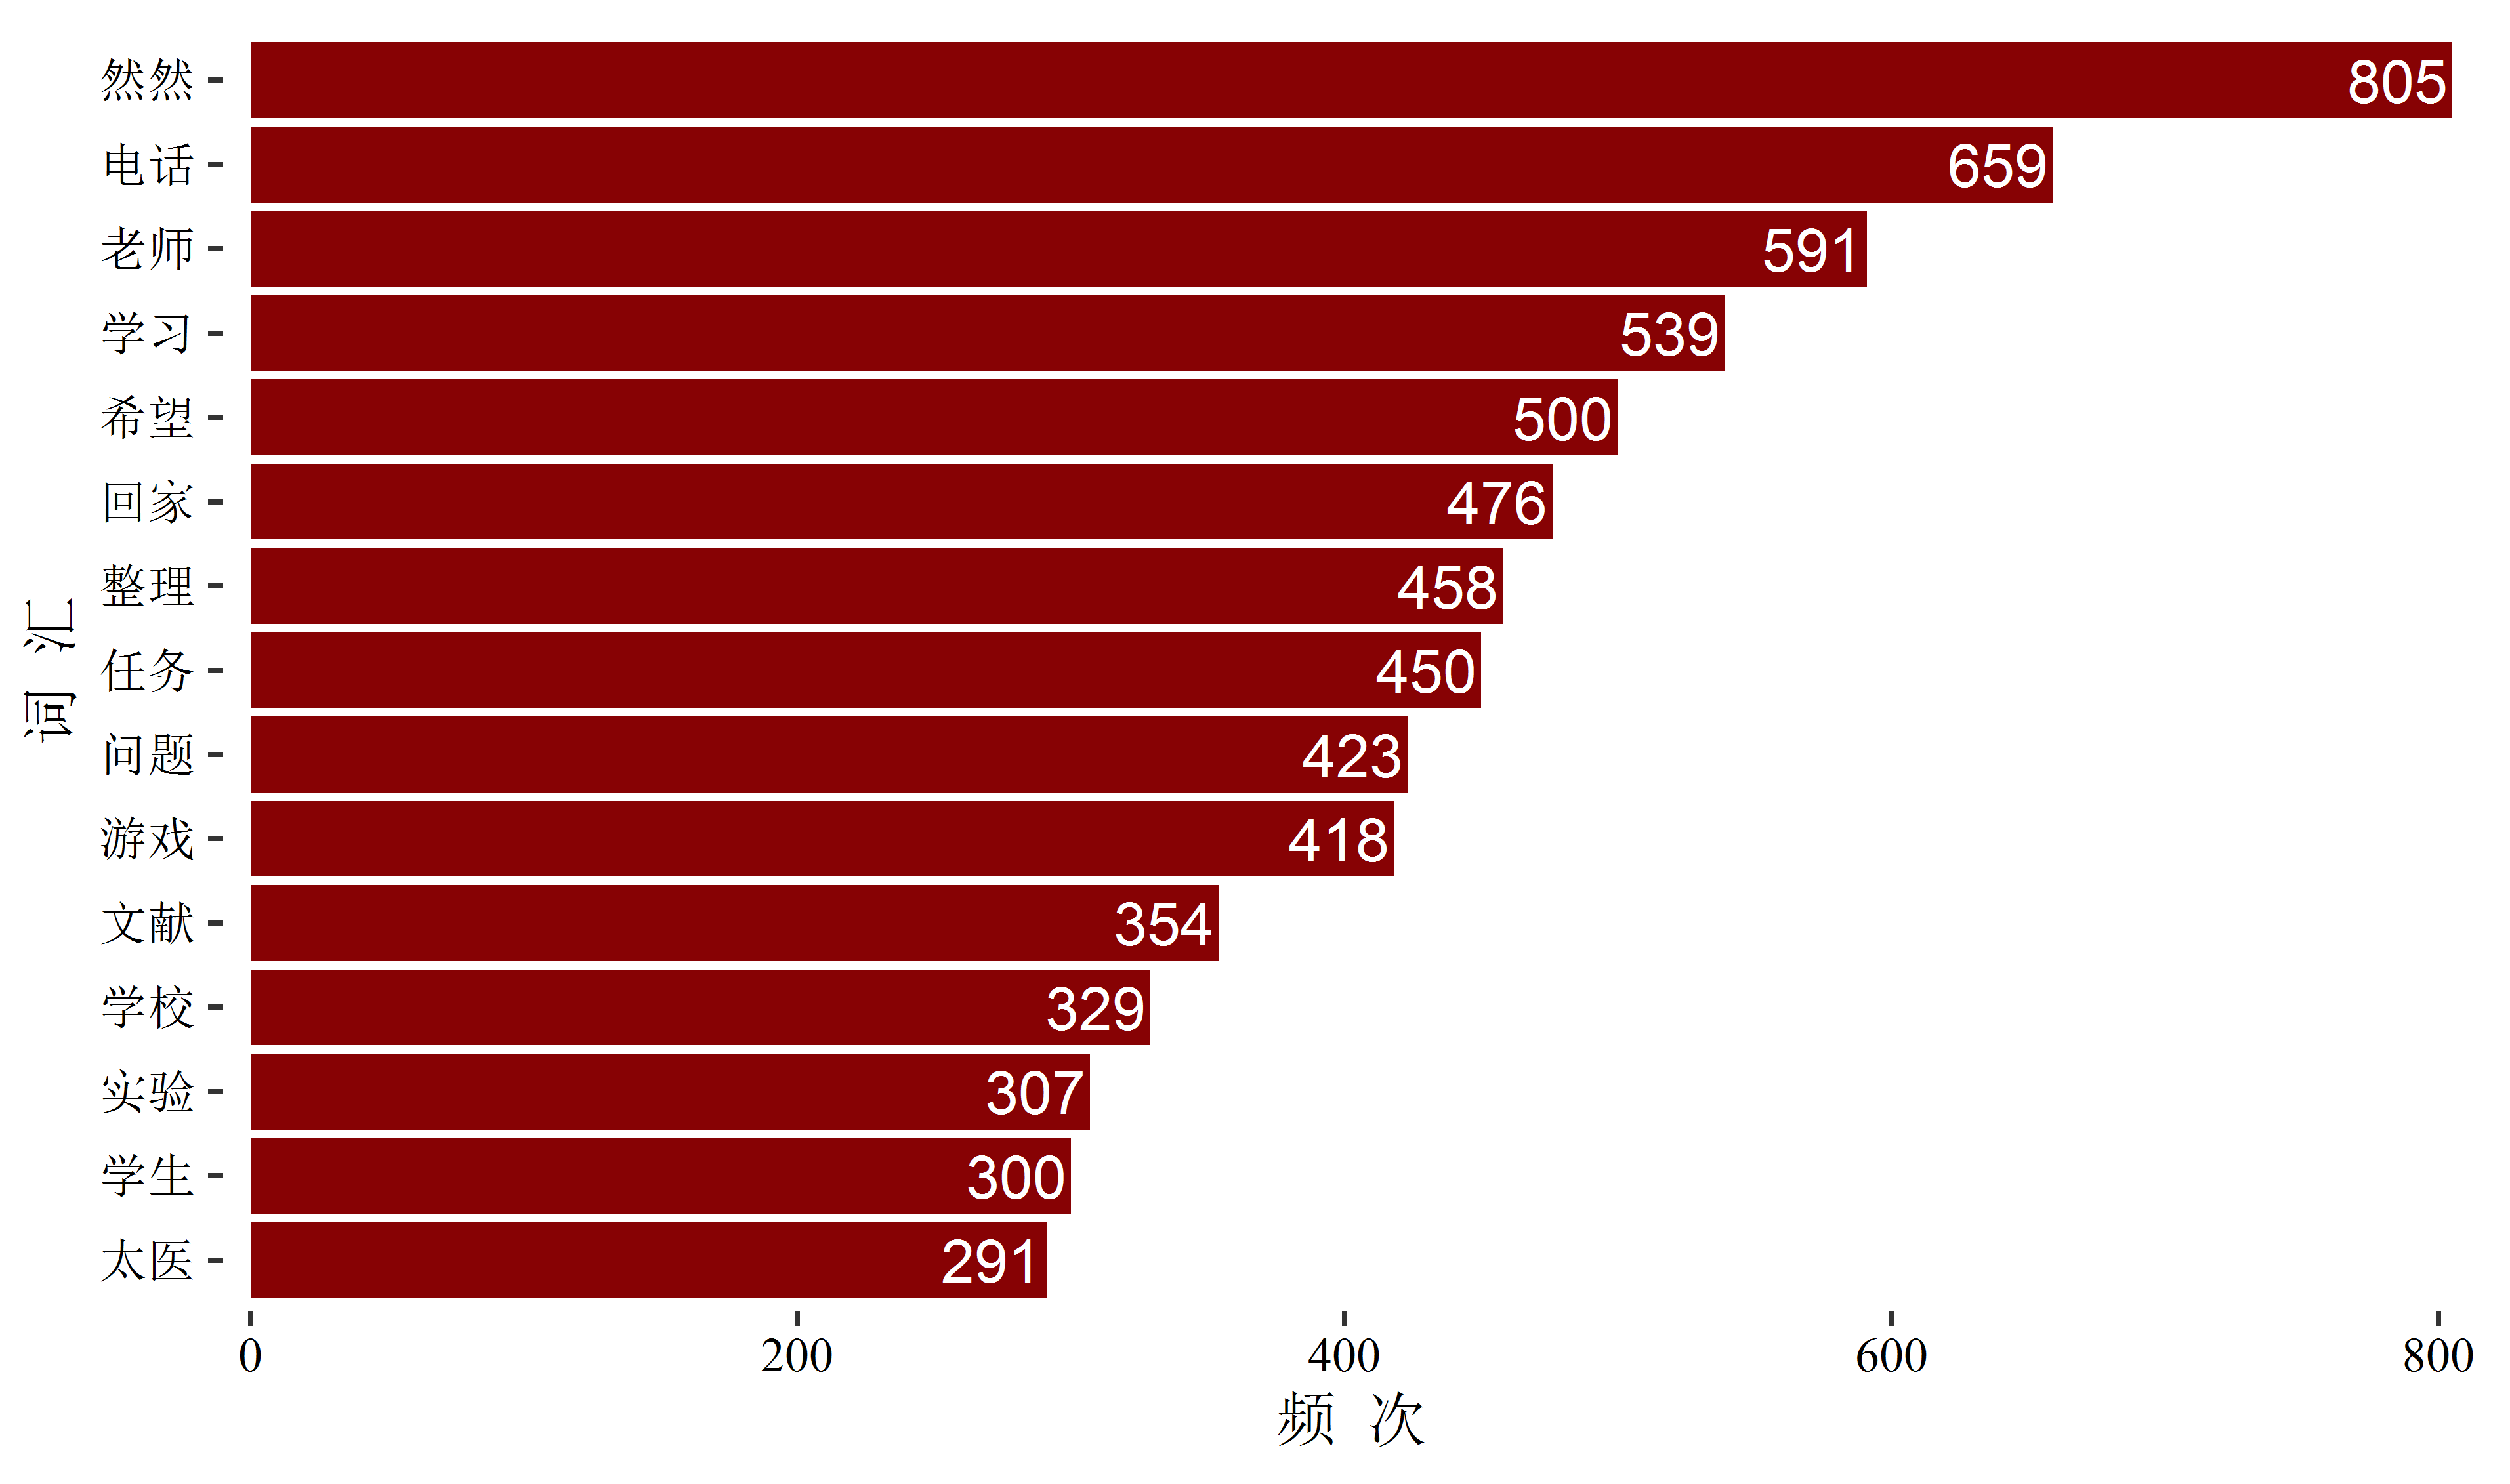 然然 805
电话 659
老师 591
学习 539
希望 500
回家 476
整理 458
任务 450
问题 423
游戏 418
文献 354
学校 329
实验 307
学生 300
太医 291
词 汇
0 200 400 600 800
频 次